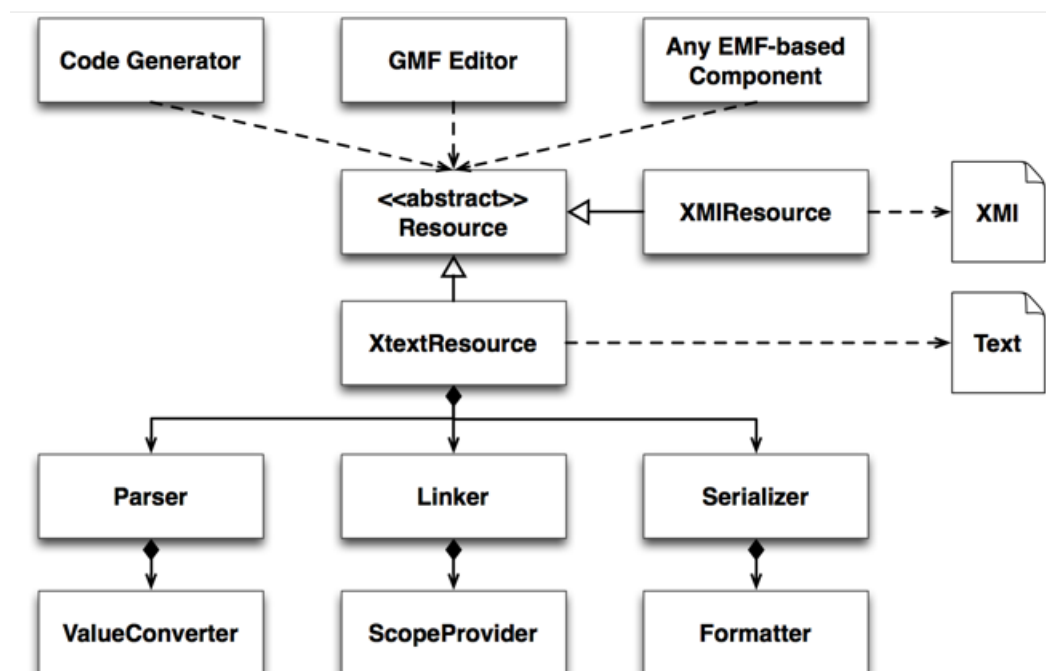 Code Generator
GMF Editor
Any EMF-based
Component
<<abstract>>
Resource
XMIResource
XMI
XtextResource
Text
Parser
Linker
Serializer
ValueConverter
ScopeProvider
Formatter